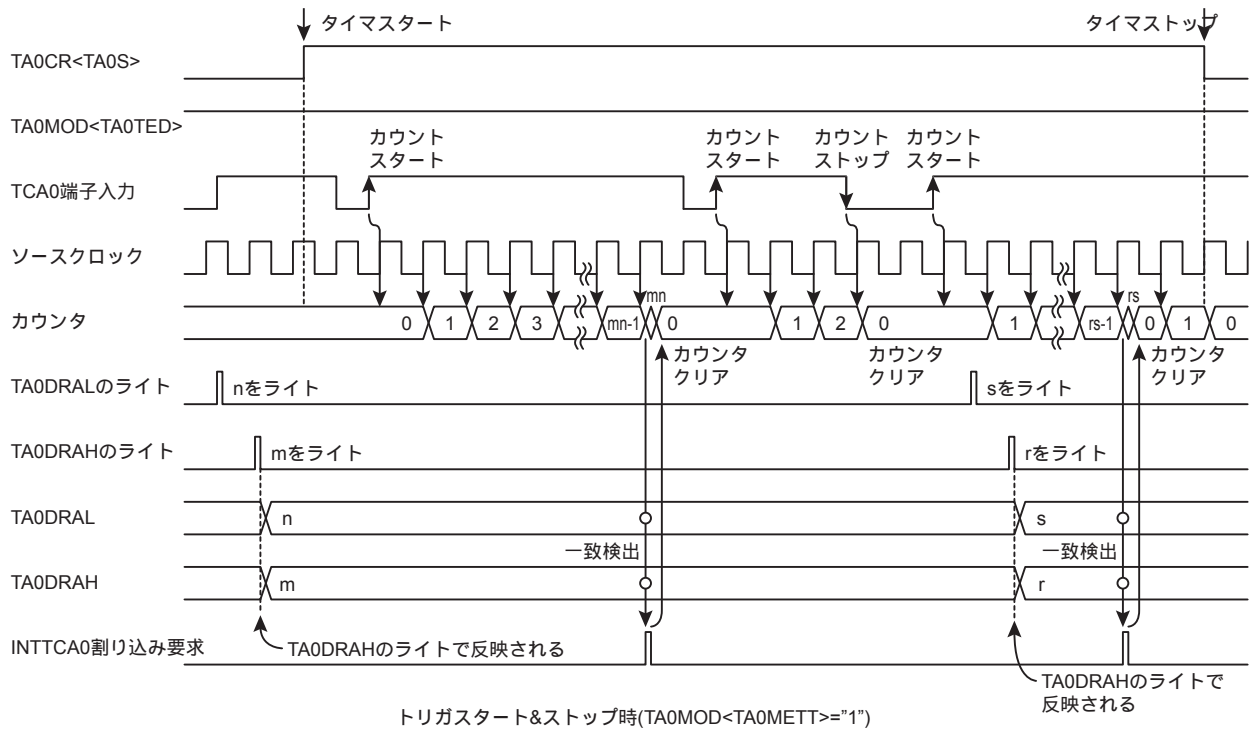 タイマスタート
タイマストップ
TA0CR<TA0S>
TA0MOD<TA0TED>
カウント
スタート
カウント
スタート
カウント
ストップ
カウント
スタート
TCA0端子入力
ソースクロック
カウンタ
0 1 2 3 mn-1 mn 0 1 2 0 1 rs-1 rs 0 1 0
カウンタ
クリア
カウンタ
クリア
カウンタ
クリア
TA0DRALのライト
nをライト
sをライト
TA0DRAHのライト
mをライト
rをライト
TA0DRAL
n
s
一致検出
一致検出
TA0DRAH
m
r
INTTCA0割り込み要求
TA0DRAHのライトで反映される
TA0DRAHのライトで
反映される
トリガスタート&ストップ時(TA0MOD<TA0METT>="1")